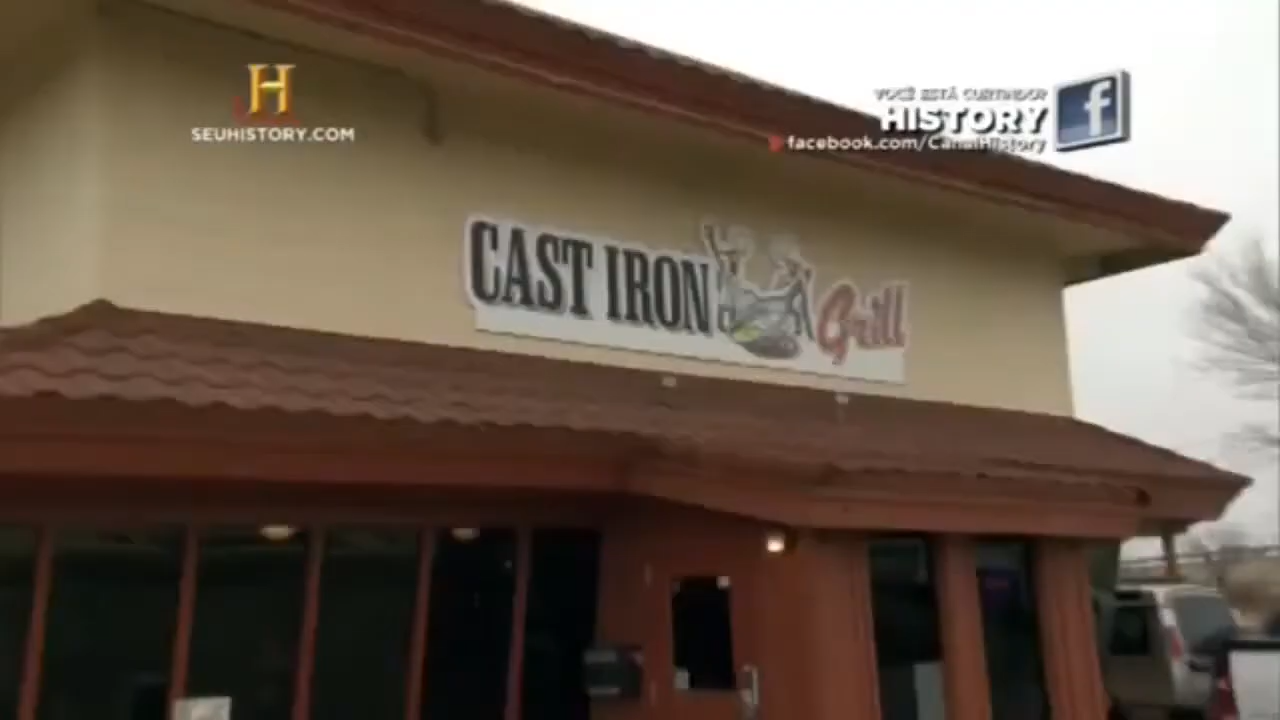 H
SEUHISTORY.COM
VOCÊ ESTÁ CURTINDO?
HISTORY
f
facebook.com/CanalHistory
CAST IRON Grill